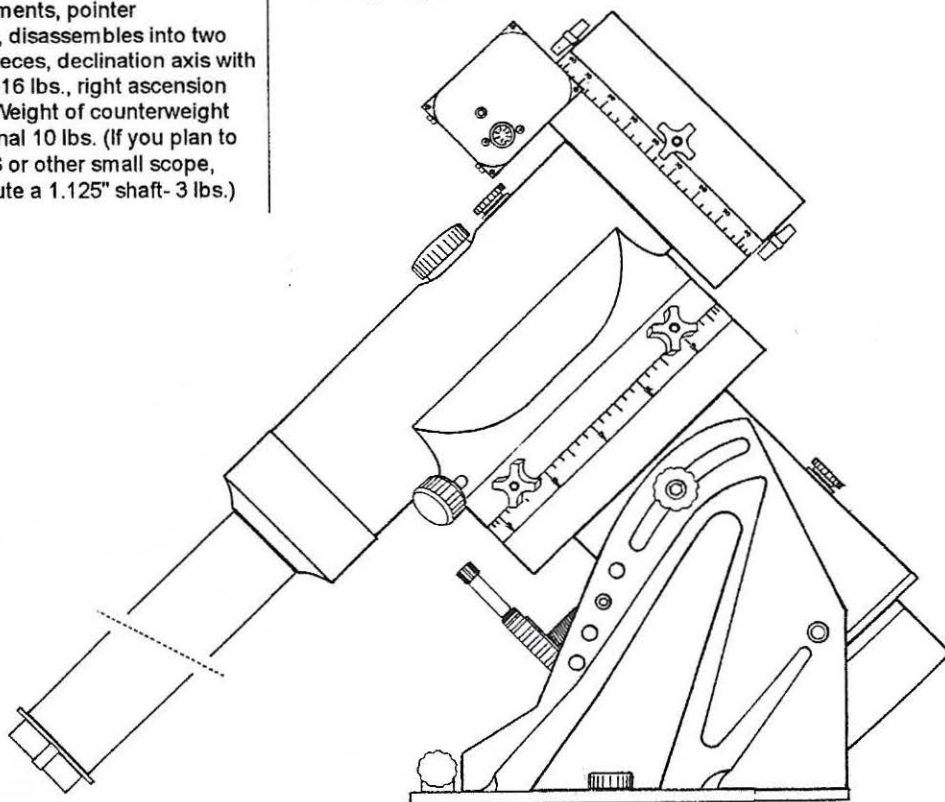 ments, pointer
, disassembles into two
eces, declination axis with
16 lbs., right ascension
Weight of counterweight
nal 10 lbs. (If you plan to
or other small scope,
ute a 1.125" shaft- 3 lbs.)